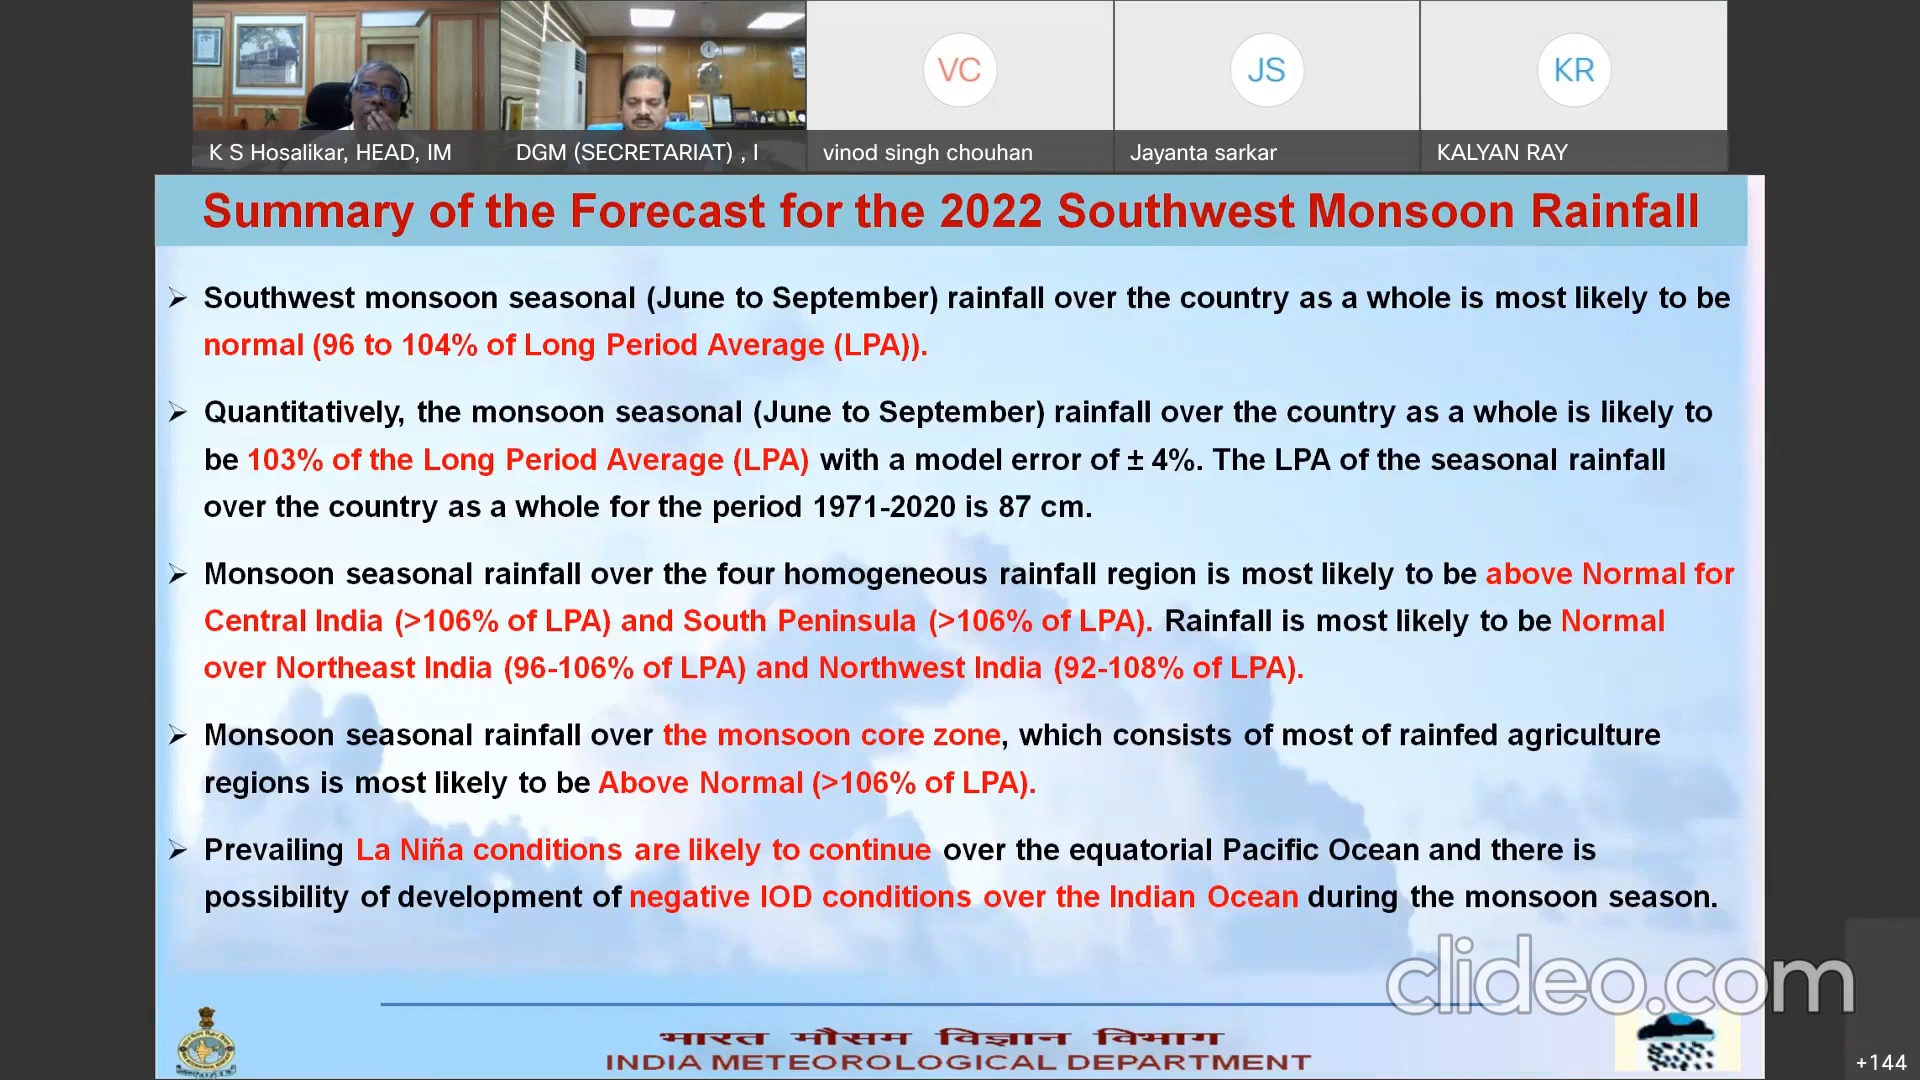 VC
JS
KR
K S Hosalikar, HEAD, IM
DGM (SECRETARIAT) , I
vinod singh chouhan
Jayanta sarkar
KALYAN RAY
Summary of the Forecast for the 2022 Southwest Monsoon Rainfall
➢ Southwest monsoon seasonal (June to September) rainfall over the country as a whole is most likely to be
normal (96 to 104% of Long Period Average (LPA)).
➢ Quantitatively, the monsoon seasonal (June to September) rainfall over the country as a whole is likely to
be 103% of the Long Period Average (LPA) with a model error of ± 4%. The LPA of the seasonal rainfall
over the country as a whole for the period 1971-2020 is 87 cm.
➢ Monsoon seasonal rainfall over the four homogeneous rainfall region is most likely to be above Normal for
Central India (>106% of LPA) and South Peninsula (>106% of LPA). Rainfall is most likely to be Normal
over Northeast India (96-106% of LPA) and Northwest India (92-108% of LPA).
➢ Monsoon seasonal rainfall over the monsoon core zone, which consists of most of rainfed agriculture
regions is most likely to be Above Normal (>106% of LPA).
➢ Prevailing La Niña conditions are likely to continue over the equatorial Pacific Ocean and there is
possibility of development of negative IOD conditions over the Indian Ocean during the monsoon season.
clideo.com
भारत मौसम विज्ञान विभाग
INDIA METEOROLOGICAL DEPARTMENT
+144